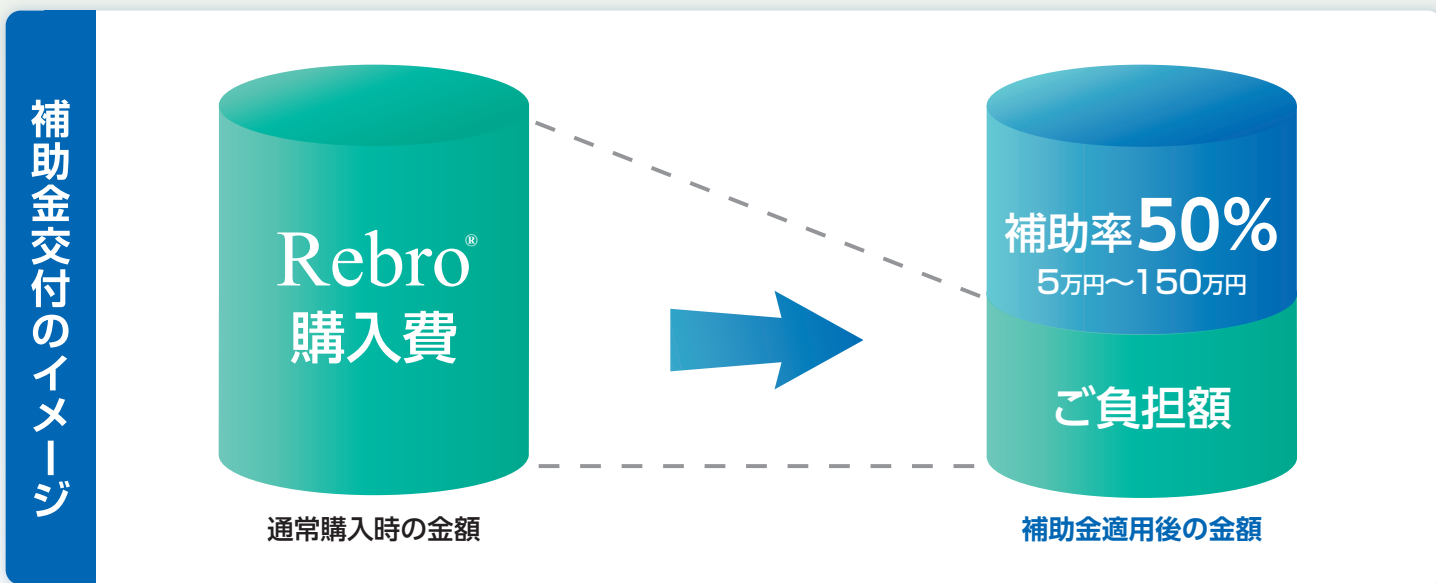 補助金交付のイメージ
Rebro®
購入費
通常購入時の金額
補助率50%
5万円～150万円
ご負担額
補助金適用後の金額